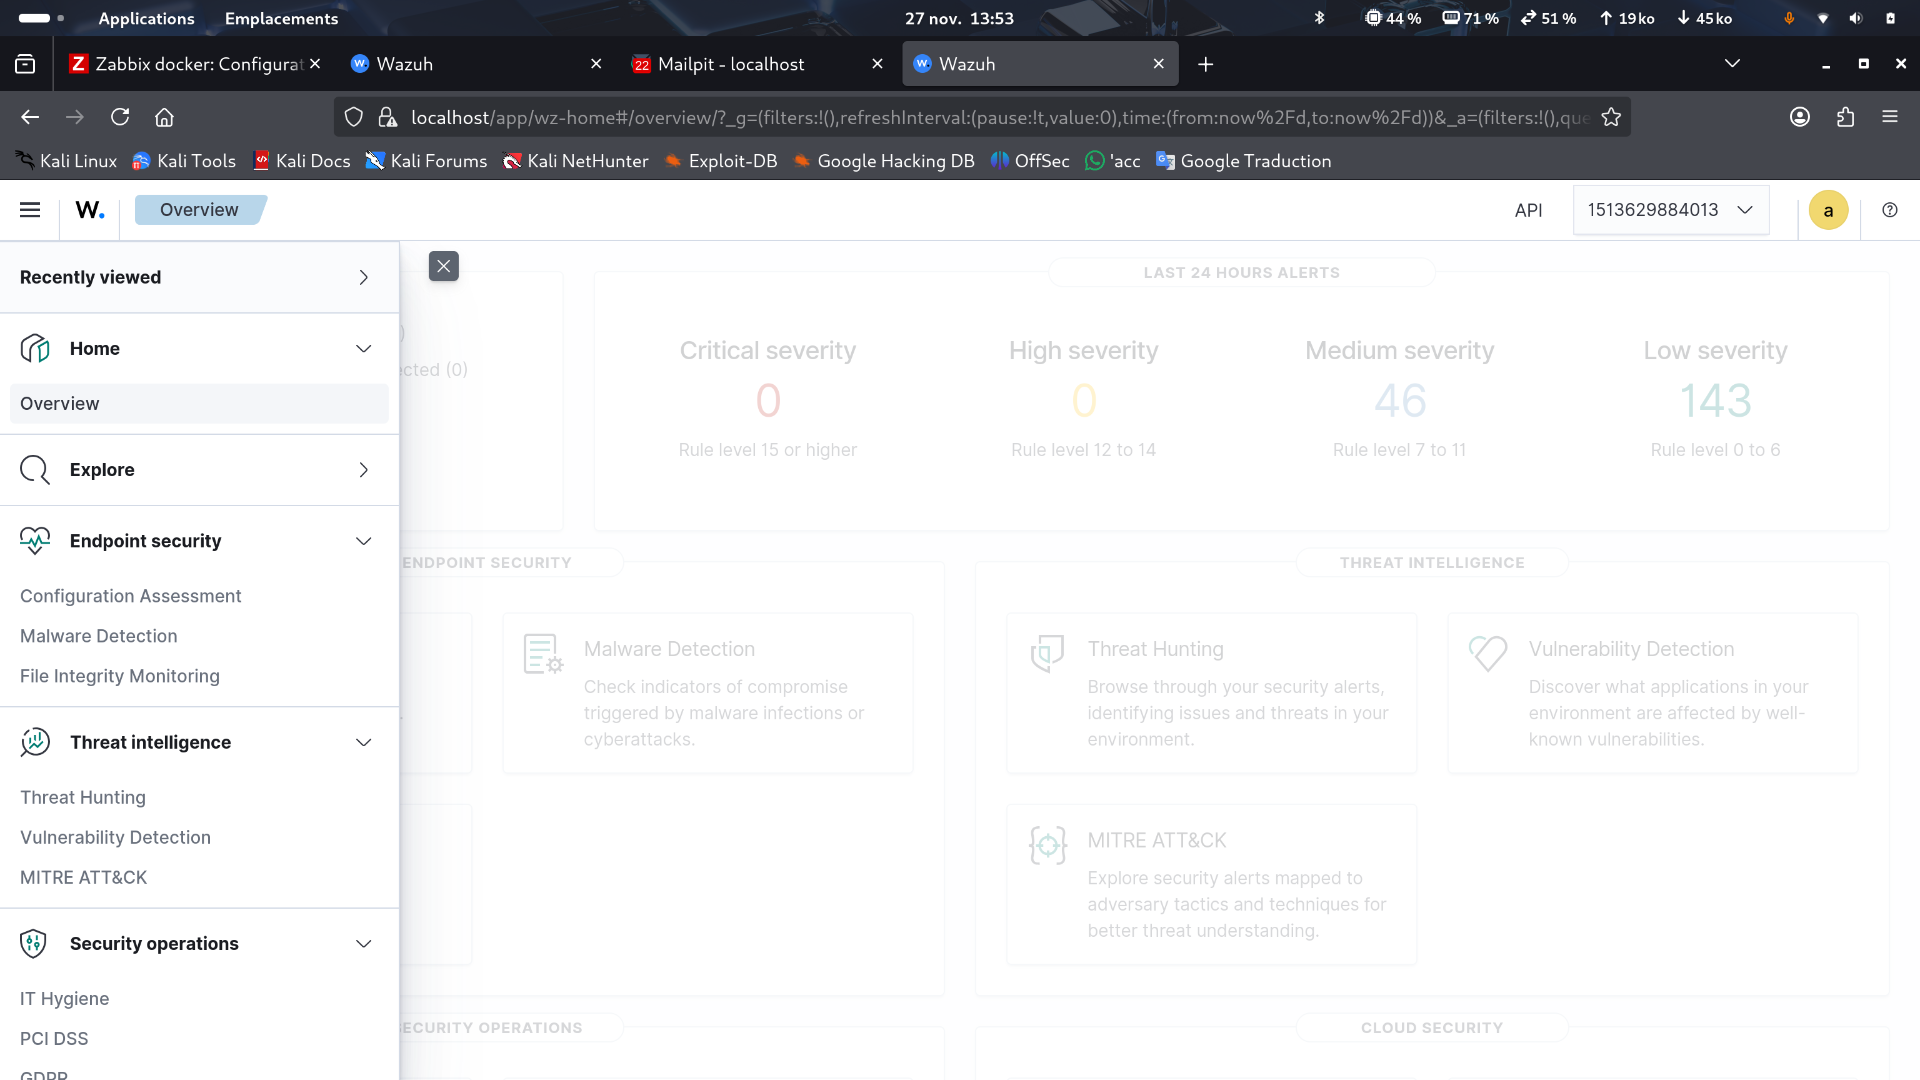 Applications Emplacements 27 nov. 13:53 44 % 71 % 51 % 19ko 45ko
Zabbix docker: Configurat Wazuh 22 Mailpit - localhost Wazuh
localhost/app/wz-home#/overview/?_g=(filters:!(),refreshInterval:(pause:!t,value:0),time:(from:now%2Fd,to:now%2Fd))&_a=(filters:!(),que
Kali Linux Kali Tools Kali Docs Kali Forums Kali NetHunter Exploit-DB Google Hacking DB OffSec 'acc Google Traduction
W. Overview API 1513629884013 a
Recently viewed
Home
Overview
Explore
Endpoint security
Configuration Assessment
Malware Detection
File Integrity Monitoring
Threat intelligence
Threat Hunting
Vulnerability Detection
MITRE ATT&CK
Security operations
IT Hygiene
PCI DSS
GDPR
ected (0)
LAST 24 HOURS ALERTS
Critical severity High severity Medium severity Low severity
0 0 46 143
Rule level 15 or higher Rule level 12 to 14 Rule level 7 to 11 Rule level 0 to 6
ENDPOINT SECURITY
Malware Detection
Check indicators of compromise
triggered by malware infections or
cyberattacks.
THREAT INTELLIGENCE
Threat Hunting
Browse through your security alerts,
identifying issues and threats in your
environment.
Vulnerability Detection
Discover what applications in your
environment are affected by well-
known vulnerabilities.
MITRE ATT&CK
Explore security alerts mapped to
adversary tactics and techniques for
better threat understanding.
ECURITY OPERATIONS
CLOUD SECURITY